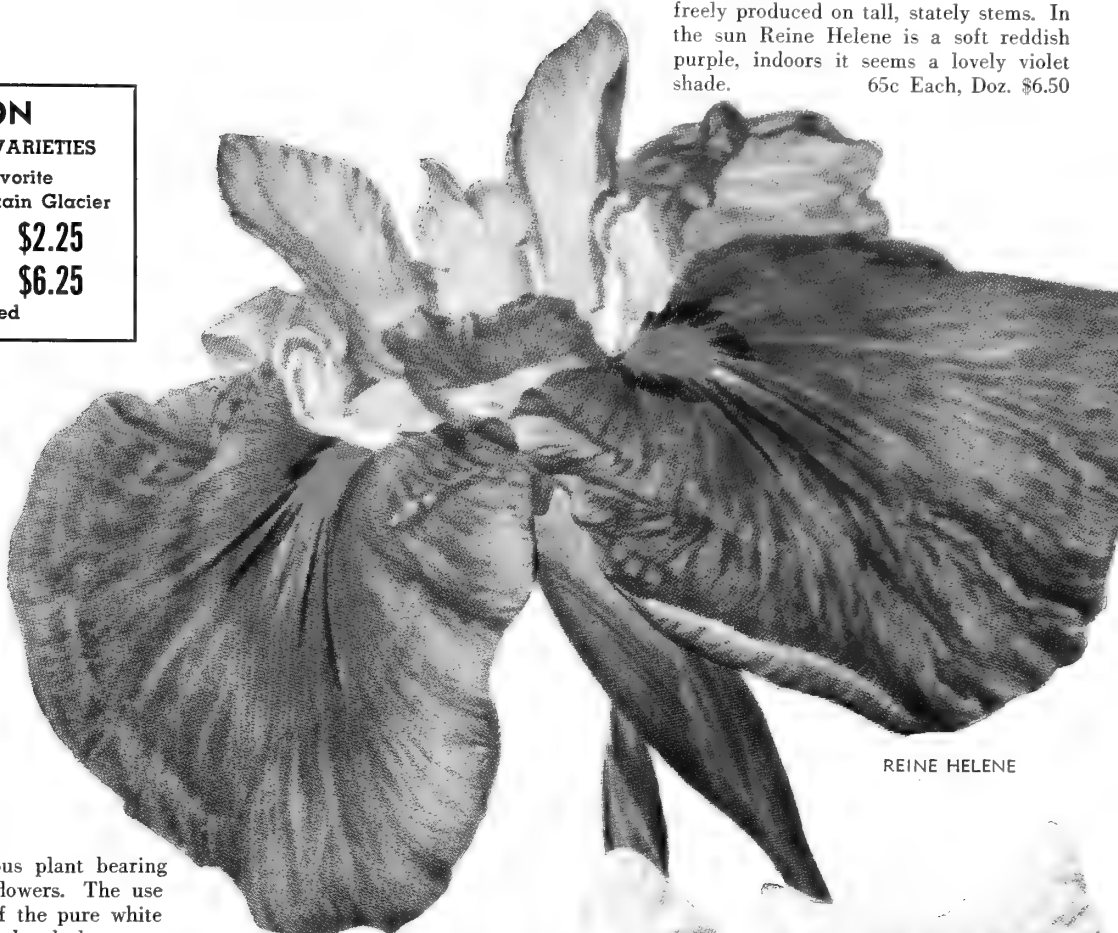 freely produced on tall, stately stems. In
the sun Reine Helene is a soft reddish
purple, indoors it seems a lovely violet
shade. 65c Each, Doz. $6.50
ON
VARIETIES
vorite
ain Glacier
$2.25
$6.25
ed
REINE HELENE
ous plant bearing
flowers. The use
f the pure white